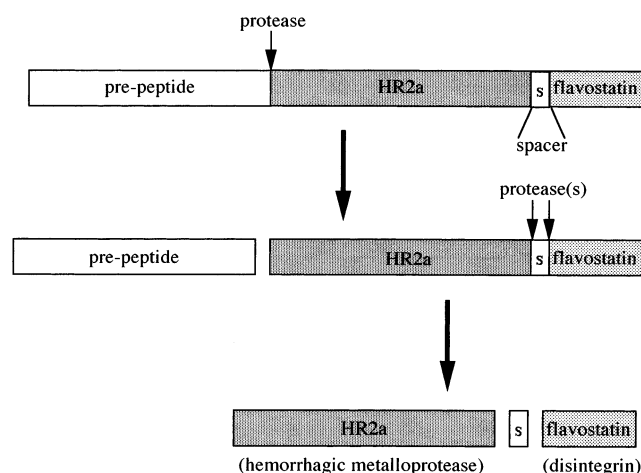 protease
pre-peptide HR2a s flavostatin
spacer
protease(s)
pre-peptide HR2a s flavostatin
HR2a s flavostatin
(hemorrhagic metalloprotease) (disintegrin)